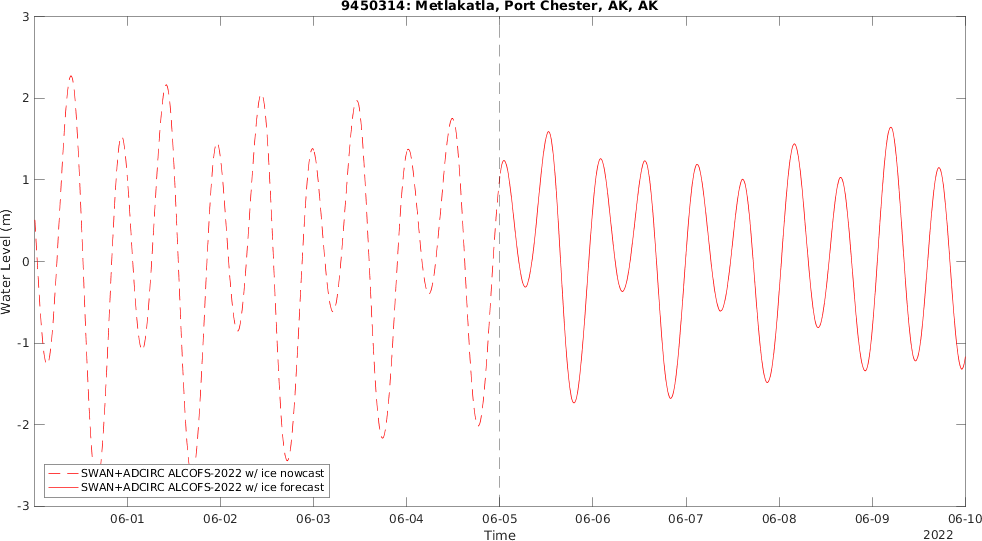 9450314: Metlakatla, Port Chester, AK, AK
3
2
1
0
-1
-2
-3
Water Level (m)
SWAN+ADCIRC ALCOFS-2022 w/ ice nowcast
SWAN+ADCIRC ALCOFS-2022 w/ ice forecast
06-01 06-02 06-03 06-04 06-05 06-06 06-07 06-08 06-09 06-10
Time
2022